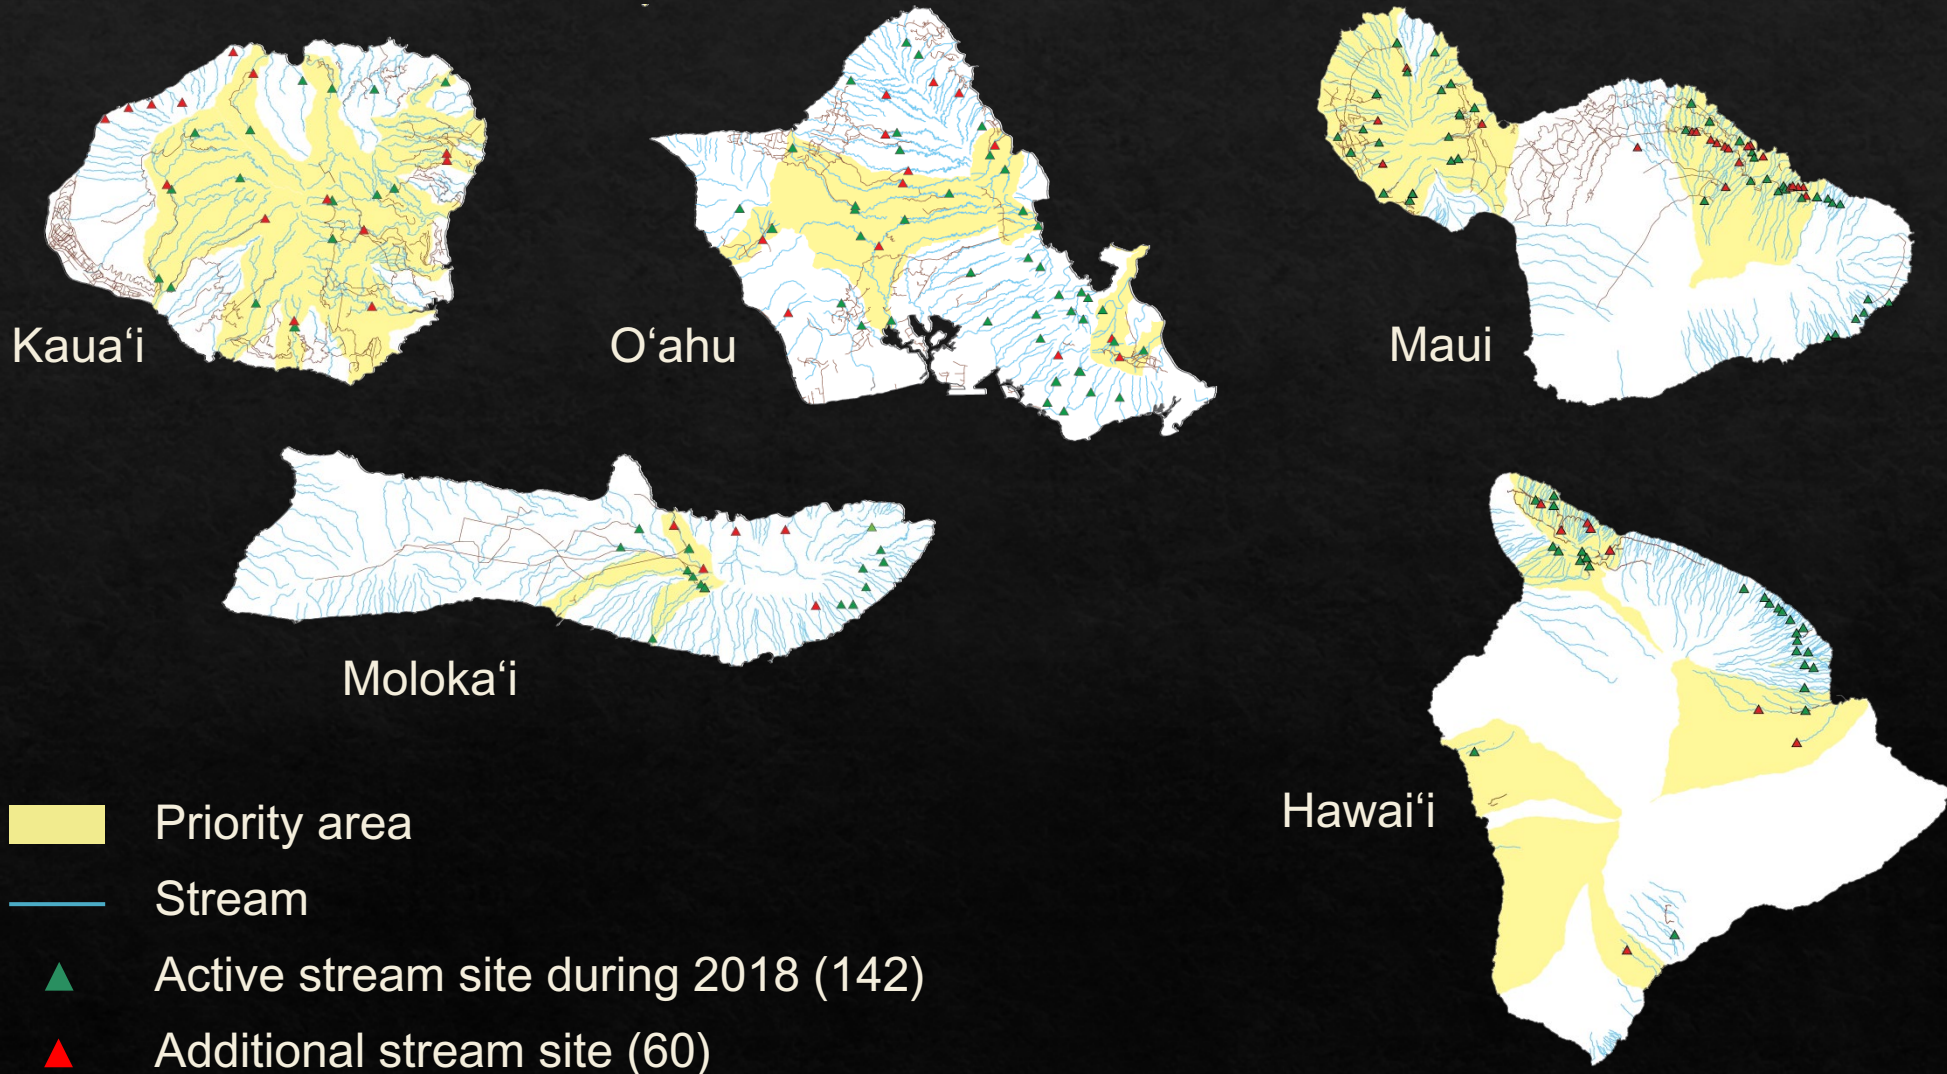 Kauaʻi
Oʻahu
Maui
Molokaʻi
Hawaiʻi
Priority area
Stream
Active stream site during 2018 (142)
Additional stream site (60)